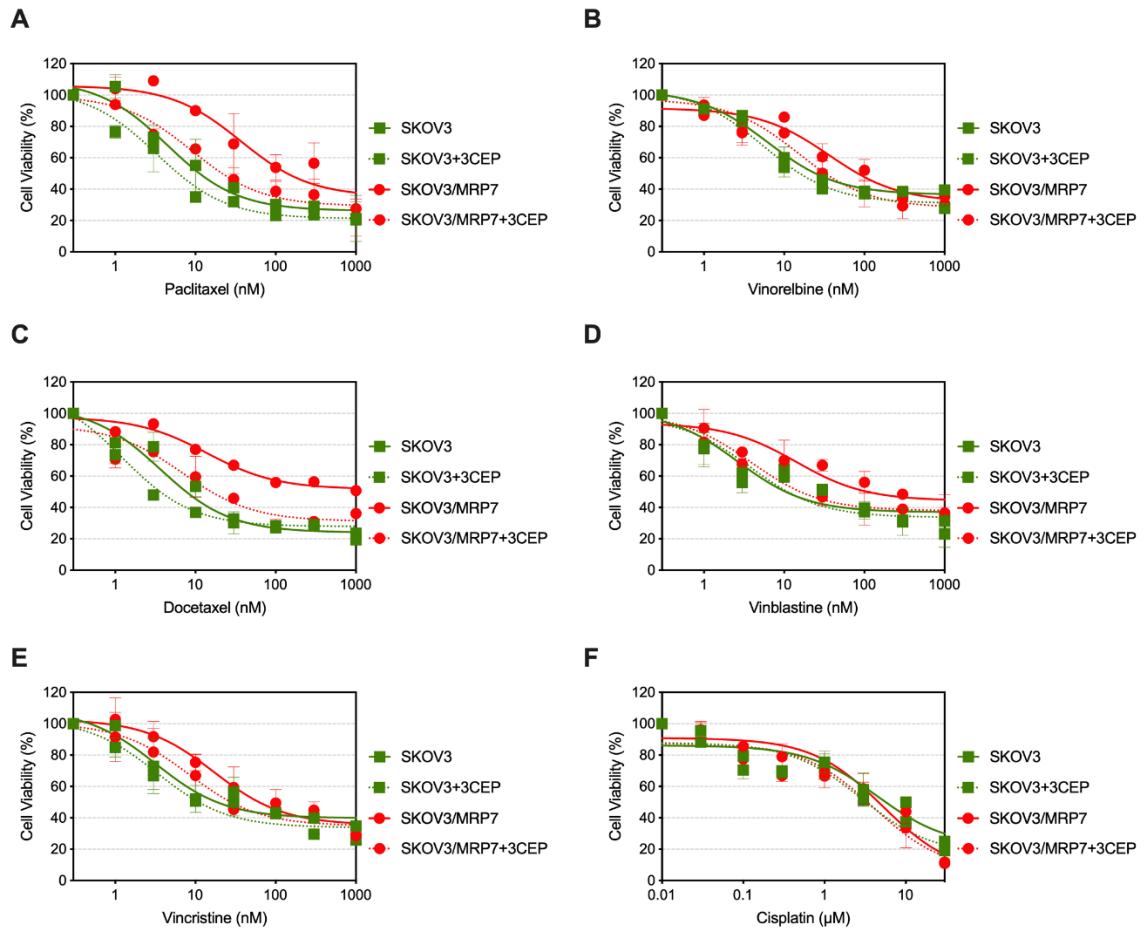 A
120
100
80
60
40
20
0
Cell Viability (%)
1
10
100
1000
Paclitaxel (nM)
SKOV3
SKOV3+3CEP
SKOV3/MRP7
SKOV3/MRP7+3CEP
B
120
100
80
60
40
20
0
Cell Viability (%)
1
10
100
1000
Vinorelbine (nM)
SKOV3
SKOV3+3CEP
SKOV3/MRP7
SKOV3/MRP7+3CEP
C
120
100
80
60
40
20
0
Cell Viability (%)
1
10
100
1000
Docetaxel (nM)
SKOV3
SKOV3+3CEP
SKOV3/MRP7
SKOV3/MRP7+3CEP
D
120
100
80
60
40
20
0
Cell Viability (%)
1
10
100
1000
Vinblastine (nM)
SKOV3
SKOV3+3CEP
SKOV3/MRP7
SKOV3/MRP7+3CEP
E
120
100
80
60
40
20
0
Cell Viability (%)
1
10
100
1000
Vincristine (nM)
SKOV3
SKOV3+3CEP
SKOV3/MRP7
SKOV3/MRP7+3CEP
F
120
100
80
60
40
20
0
Cell Viability (%)
0.01
0.1
1
10
Cisplatin (μM)
SKOV3
SKOV3+3CEP
SKOV3/MRP7
SKOV3/MRP7+3CEP